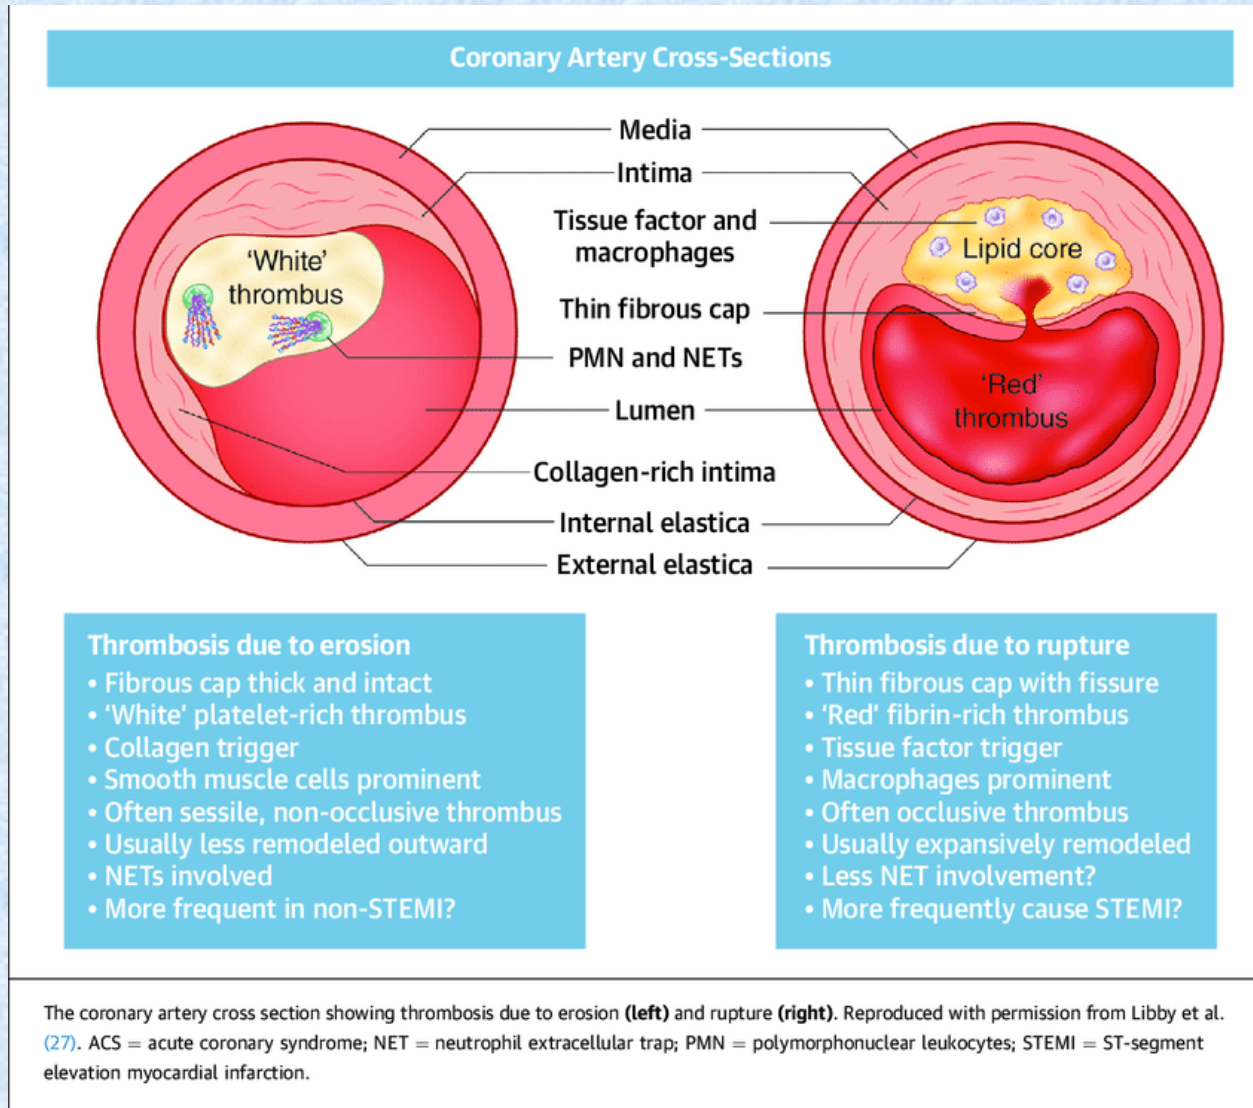 Coronary Artery Cross-Sections
Media
Intima
Tissue factor and
macrophages
Thin fibrous cap
PMN and NETs
Lumen
Collagen-rich intima
Internal elastica
External elastica
‘White’
thrombus
Lipid core
‘Red’
thrombus
Thrombosis due to erosion
• Fibrous cap thick and intact
• ‘White’ platelet-rich thrombus
• Collagen trigger
• Smooth muscle cells prominent
• Often sessile, non-occlusive thrombus
• Usually less remodeled outward
• NETs involved
• More frequent in non-STEMI?
Thrombosis due to rupture
• Thin fibrous cap with fissure
• ‘Red’ fibrin-rich thrombus
• Tissue factor trigger
• Macrophages prominent
• Often occlusive thrombus
• Usually expansively remodeled
• Less NET involvement?
• More frequently cause STEMI?
The coronary artery cross section showing thrombosis due to erosion (left) and rupture (right). Reproduced with permission from Libby et al.
(27). ACS = acute coronary syndrome; NET = neutrophil extracellular trap; PMN = polymorphonuclear leukocytes; STEMI = ST-segment
elevation myocardial infarction.